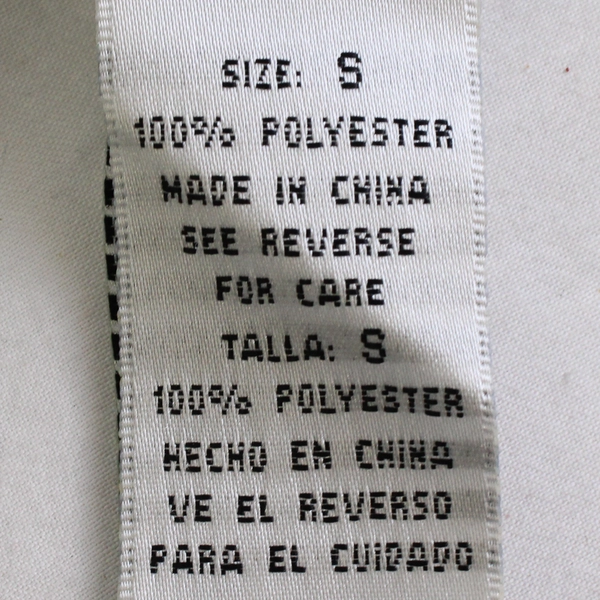 SIZE: S
100% POLYESTER
MADE IN CHINA
SEE REVERSE
FOR CARE
TALLA: S
100% POLYESTER
HECHO EN CHINA
VE EL REVERSO
PARA EL CUIDADO